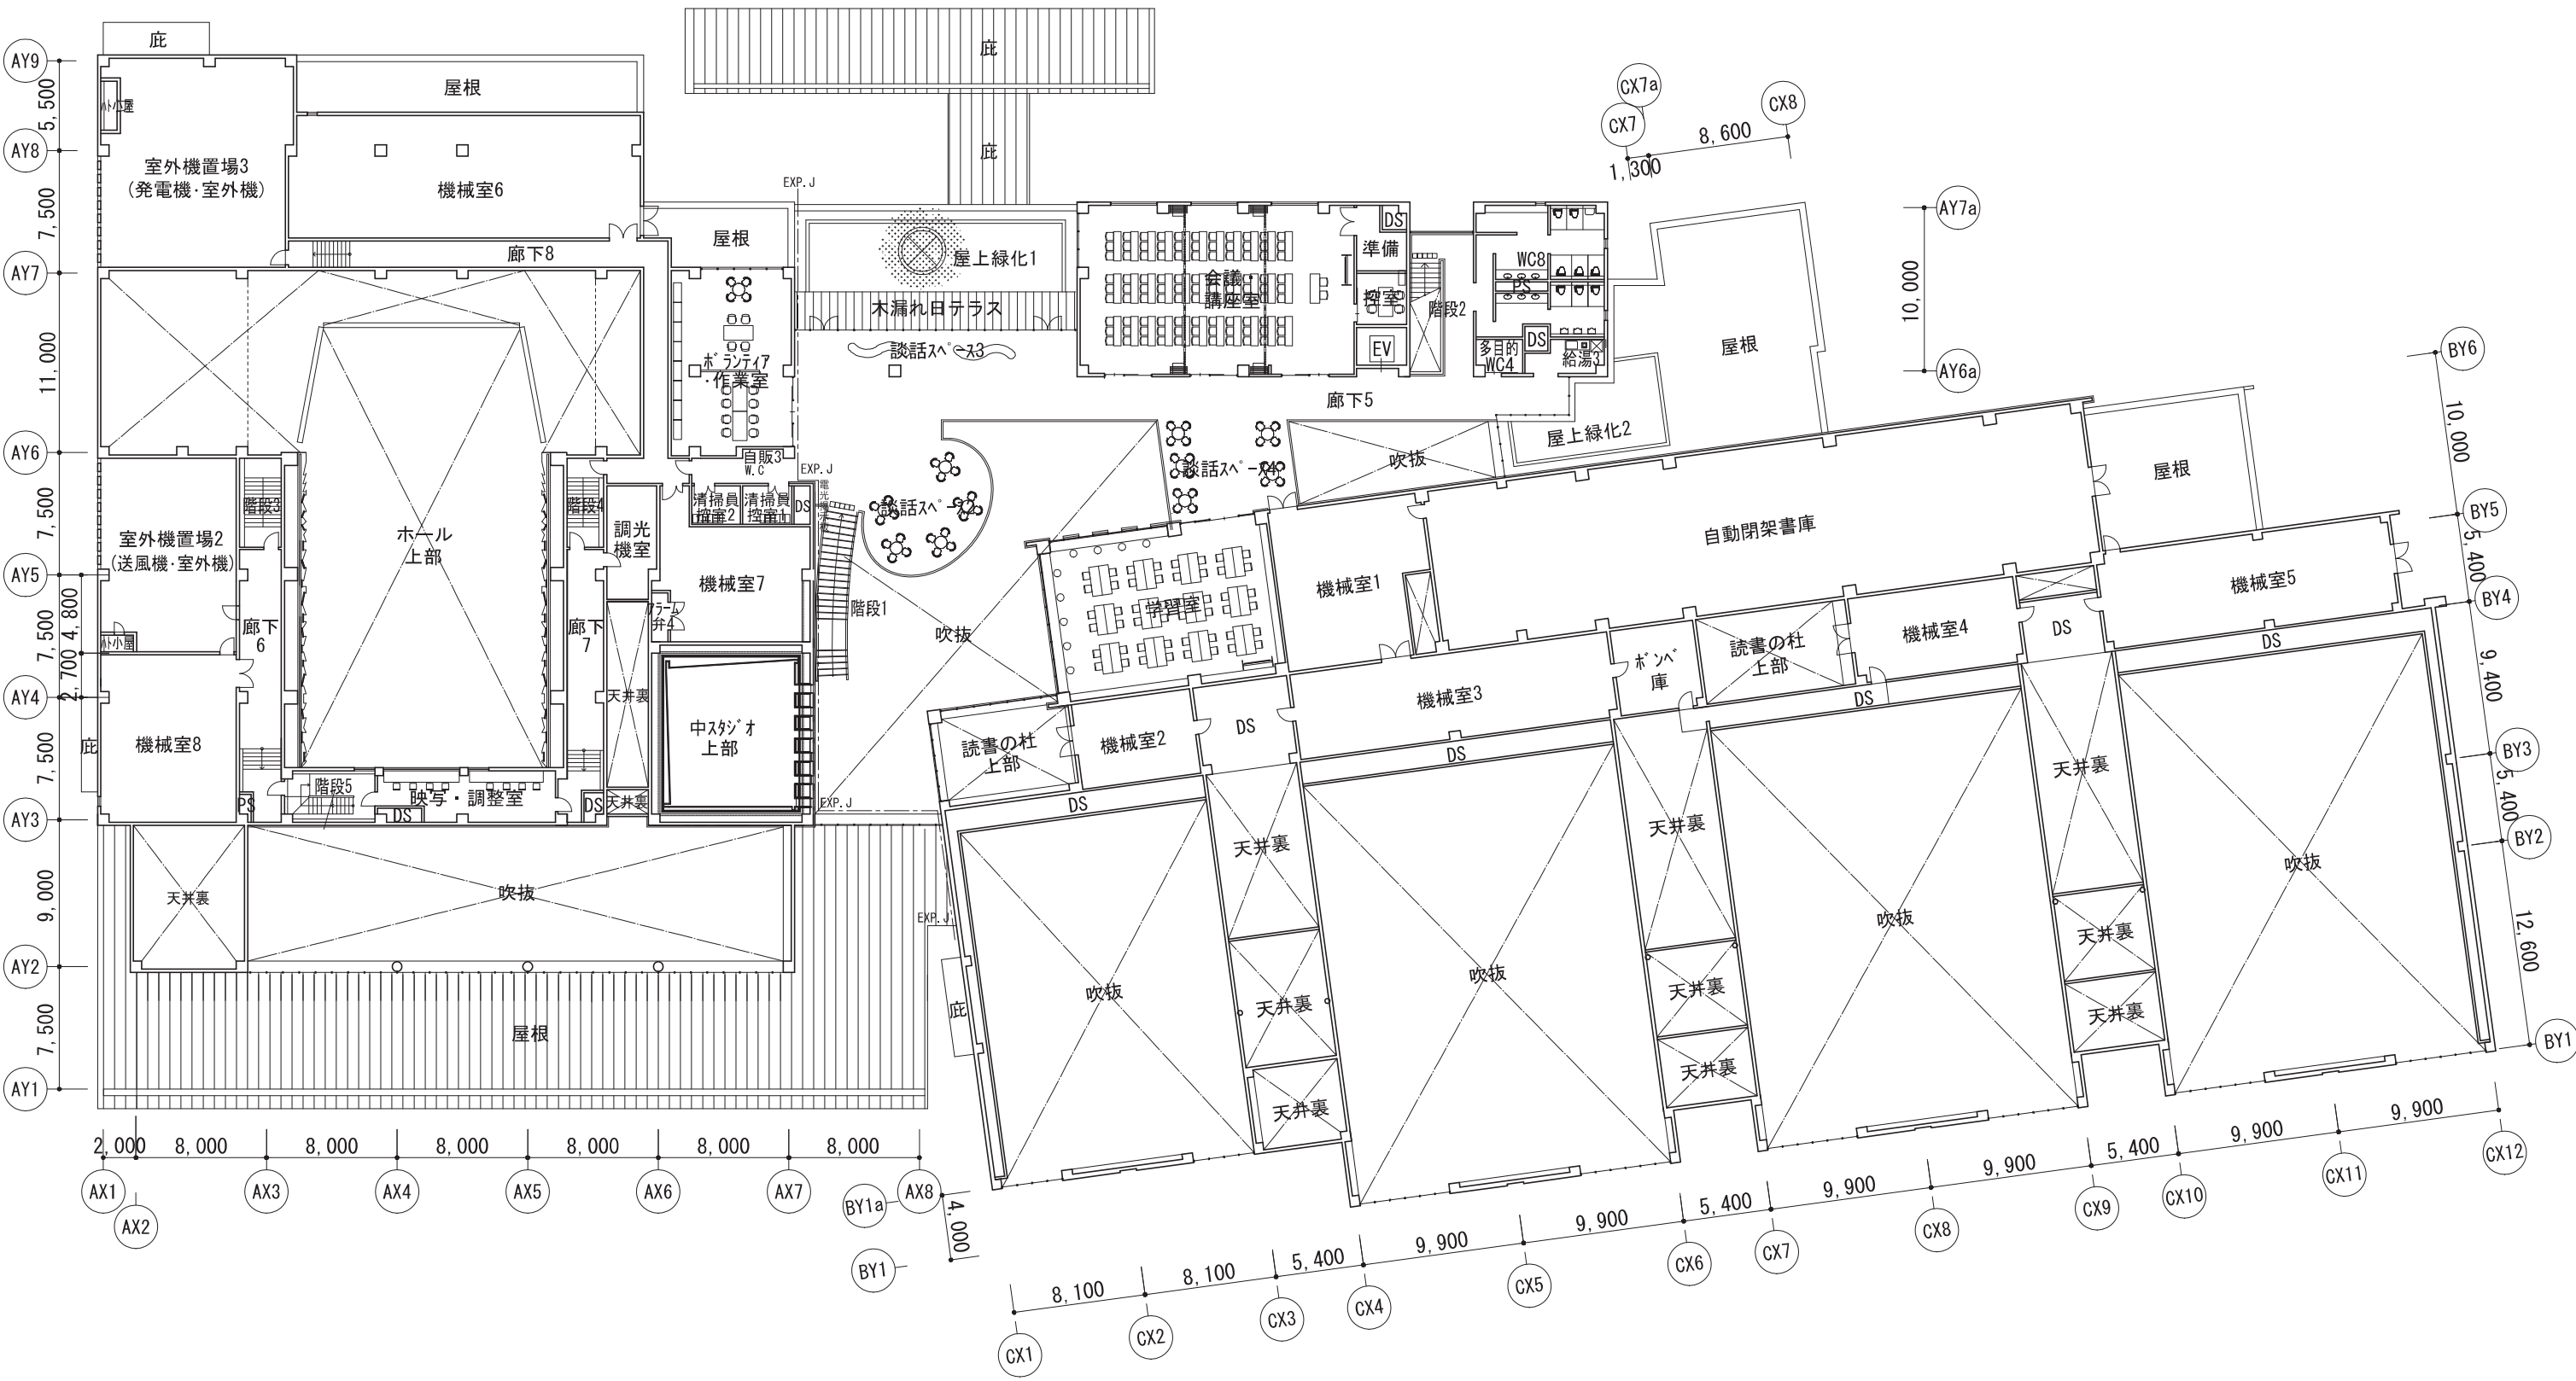 庇
AY9
5,500
屋根
庇
CX7a
CX7
CX8
8,600
1,300
ﾊﾄ小屋
AY8
室外機置場3
(発電機・室外機)
機械室6
庇
EXP.J
7,500
AY7
廊下8
屋根
屋上緑化1
木漏れ日テラス
談話ｽﾍﾟｰｽ3
会議・
講座室
DS
準備
控室
EV
階段2
WC8
PS
DS
多目的
WC4
給湯3
AY7a
10,000
AY6a
屋根
屋上緑化2
廊下5
吹抜
11,000
ﾎﾞﾗﾝﾃｨｱ
・作業室
自販3
W.C
EXP.J
AY6
談話ｽﾍﾟｰｽ4
談話ｽﾍﾟｰｽ2
BY6
10,000
屋根
BY5
5,400
BY4
7,500
階段3
階段4
清掃員
控室2
清掃員
控室1
DS
調光
機室
室外機置場2
(送風機・室外機)
ホール
上部
機械室7
AY5
4,800
7,500
2,700
ﾊﾄ小屋
廊下
6
廊下
7
ｱﾗｰﾑ
弁4
階段1
吹抜
学習室
機械室1
自動閉架書庫
機械室5
機械室4
DS
DS
読書の杜
上部
ﾎﾞﾝﾍﾞ
庫
機械室3
DS
DS
DS
機械室2
読書の杜
上部
DS
9,400
BY3
5,400
BY2
AY4
庇
機械室8
天井裏
中ｽﾀｼﾞｵ
上部
7,500
PS
階段5
映写・調整室
DS
DS
天井裏
EXP.J
AY3
天井裏
吹抜
EXP.J
9,000
AY2
庇
屋根
7,500
AY1
吹抜
天井裏
天井裏
天井裏
吹抜
天井裏
天井裏
天井裏
吹抜
天井裏
天井裏
天井裏
吹抜
12,600
BY1
2,000
8,000
8,000
8,000
8,000
8,000
8,000
AX1
AX2
AX3
AX4
AX5
AX6
AX7
AX8
BY1a
4,000
BY1
8,100
8,100
5,400
9,900
9,900
5,400
9,900
9,900
5,400
9,900
9,900
CX1
CX2
CX3
CX4
CX5
CX6
CX7
CX8
CX9
CX10
CX11
CX12